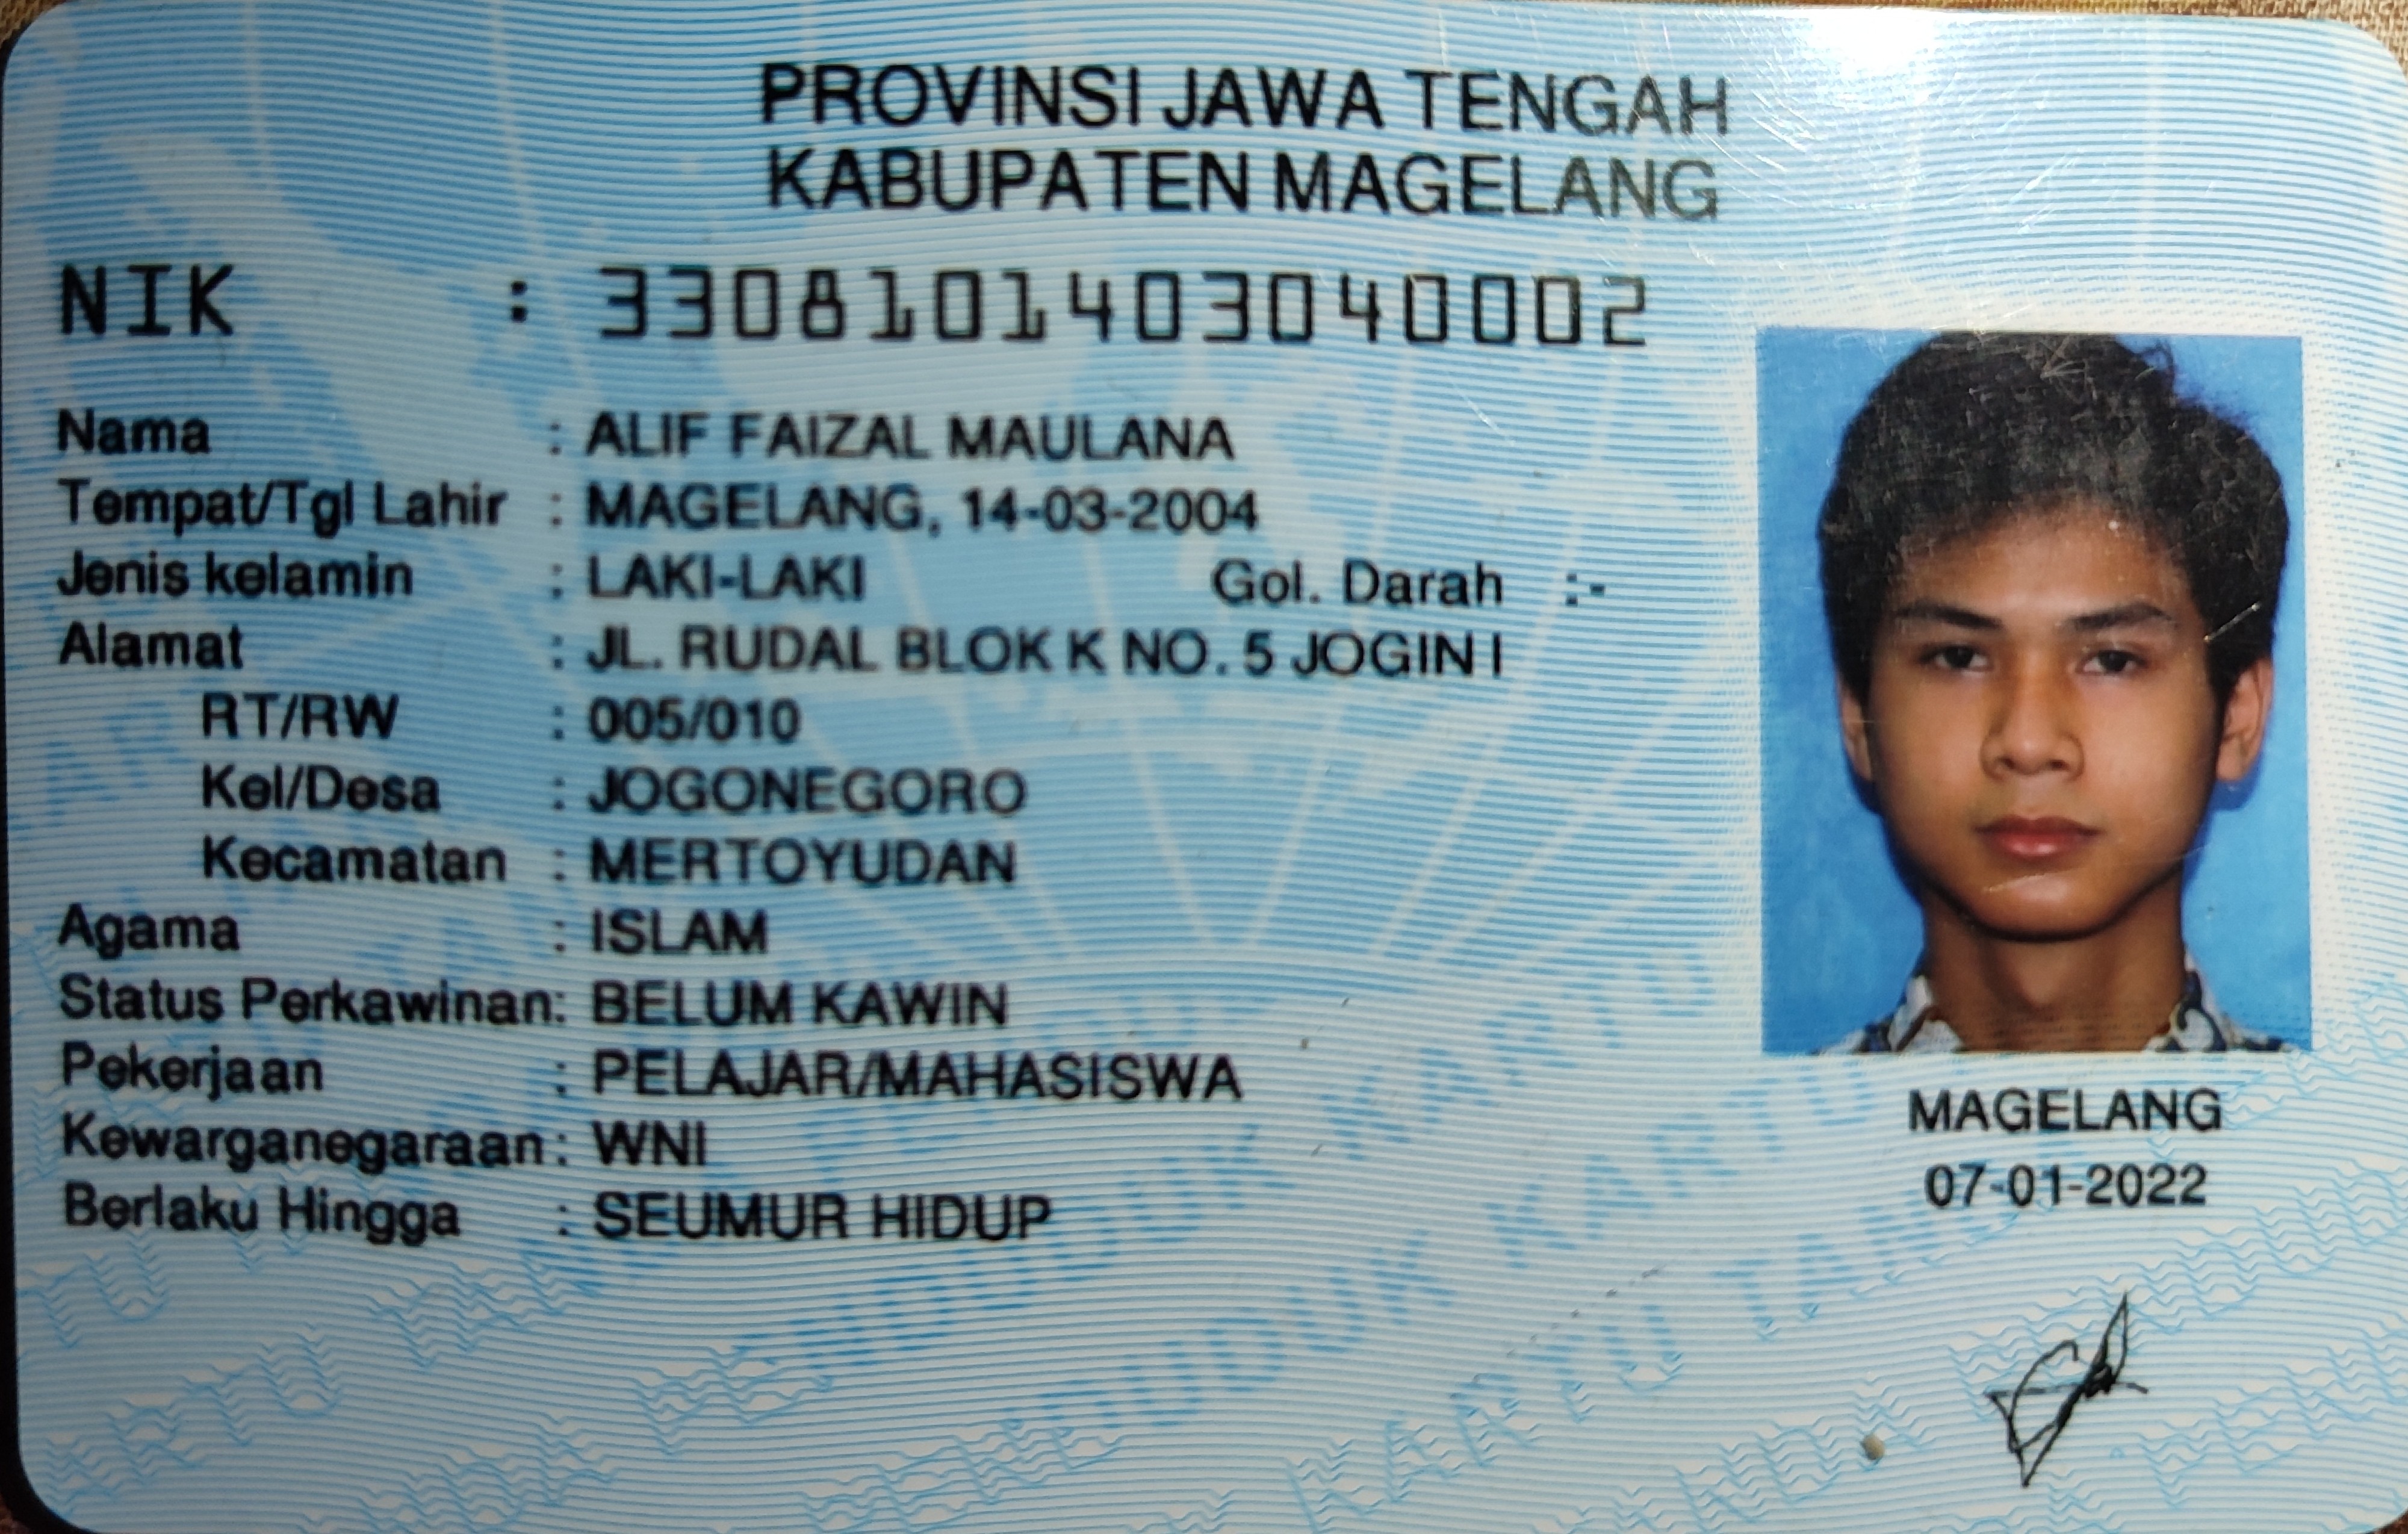 PROVINSI JAWA TENGAH
KABUPATEN MAGELANG
NIK : 3308101403040002
Nama : ALIF FAIZAL MAULANA
Tempat/Tgl Lahir : MAGELANG, 14-03-2004
Jenis kelamin : LAKI-LAKI Gol. Darah :-
Alamat : JL. RUDAL BLOK K NO. 5 JOGIN I
RT/RW : 005/010
Kel/Desa : JOGONEGORO
Kecamatan : MERTOYUDAN
Agama : ISLAM
Status Perkawinan: BELUM KAWIN
Pekerjaan : PELAJAR/MAHASISWA
Kewarganegaraan: WNI
Berlaku Hingga : SEUMUR HIDUP
MAGELANG
07-01-2022